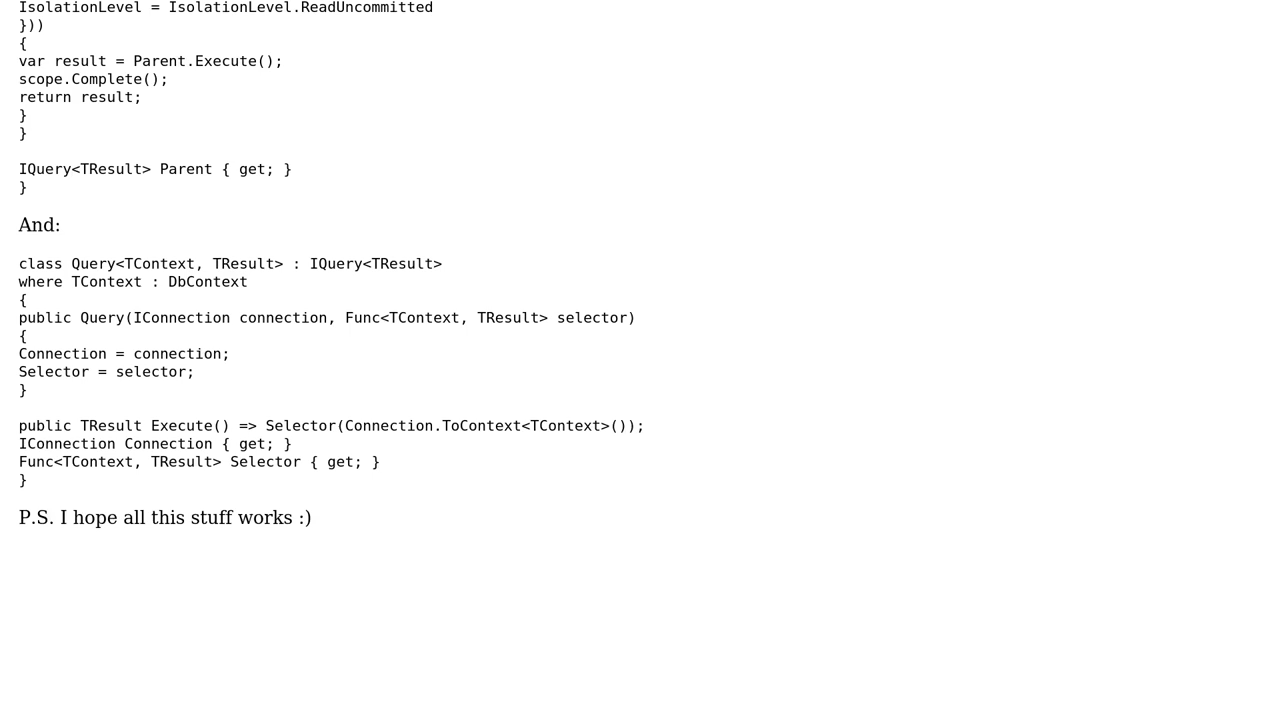 IsolationLevel = IsolationLevel.ReadUncommitted
}))
{
var result = Parent.Execute();
scope.Complete();
return result;
}
}
IQuery<TResult> Parent { get; }
}
And:
class Query<TContext, TResult> : IQuery<TResult>
where TContext : DbContext
{
public Query(IConnection connection, Func<TContext, TResult> selector)
{
Connection = connection;
Selector = selector;
}
public TResult Execute() => Selector(Connection.ToContext<TContext>());
IConnection Connection { get; }
Func<TContext, TResult> Selector { get; }
}
P.S. I hope all this stuff works :)